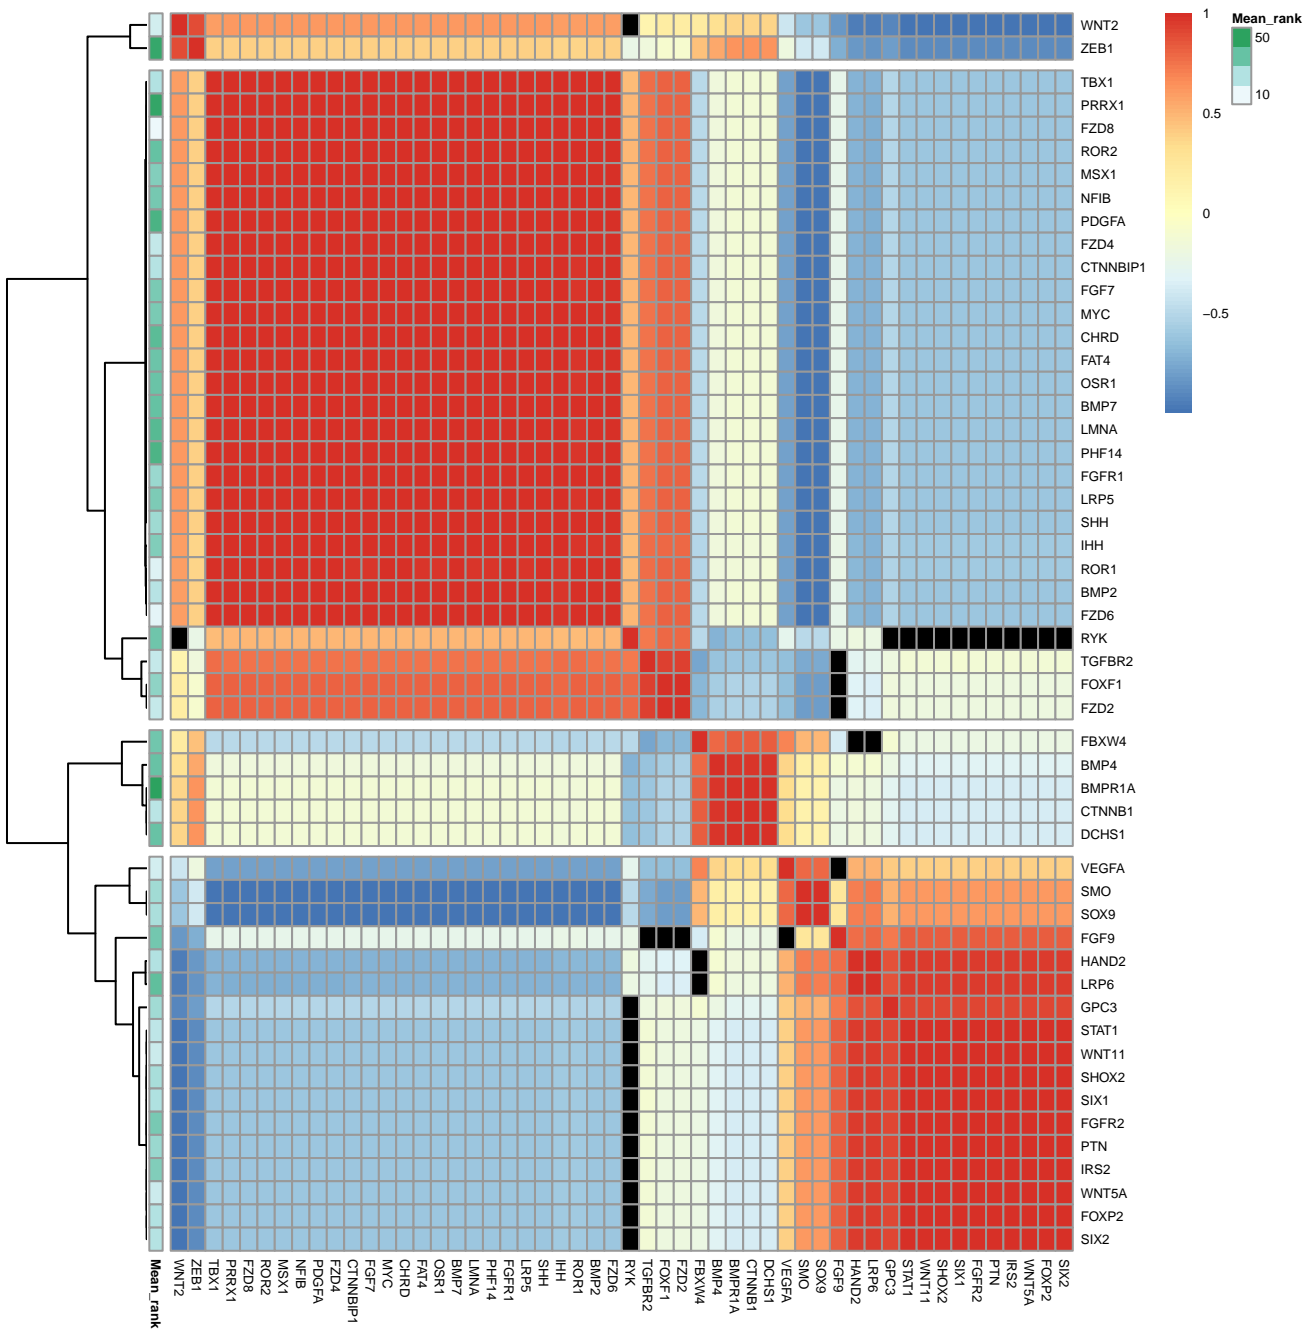 WNT2
ZEB1
TBX1
PRRX1
FZD8
ROR2
MSX1
NFIB
PDGFA
FZD4
CTNNBIP1
FGF7
MYC
CHRD
FAT4
OSR1
BMP7
LMNA
PHF14
FGFR1
LRP5
SHH
IHH
ROR1
BMP2
FZD6
RYK
TGFBR2
FOXF1
FZD2
FBXW4
BMP4
BMPR1A
CTNNB1
DCHS1
VEGFA
SMO
SOX9
FGF9
HAND2
LRP6
GPC3
STAT1
WNT11
SHOX2
SIX1
FGFR2
PTN
IRS2
WNT5A
FOXP2
SIX2
1
0.5
0
−0.5
Mean_rank
50
10
Mean_rank
WNT2
ZEB1
TBX1
PRRX1
FZD8
ROR2
MSX1
NFIB
PDGFA
FZD4
CTNNBIP1
FGF7
MYC
CHRD
FAT4
OSR1
BMP7
LMNA
PHF14
FGFR1
LRP5
SHH
IHH
ROR1
BMP2
FZD6
RYK
TGFBR2
FOXF1
FZD2
FBXW4
BMP4
BMPR1A
CTNNB1
DCHS1
VEGFA
SMO
SOX9
FGF9
HAND2
LRP6
GPC3
STAT1
WNT11
SHOX2
SIX1
FGFR2
PTN
IRS2
WNT5A
FOXP2
SIX2